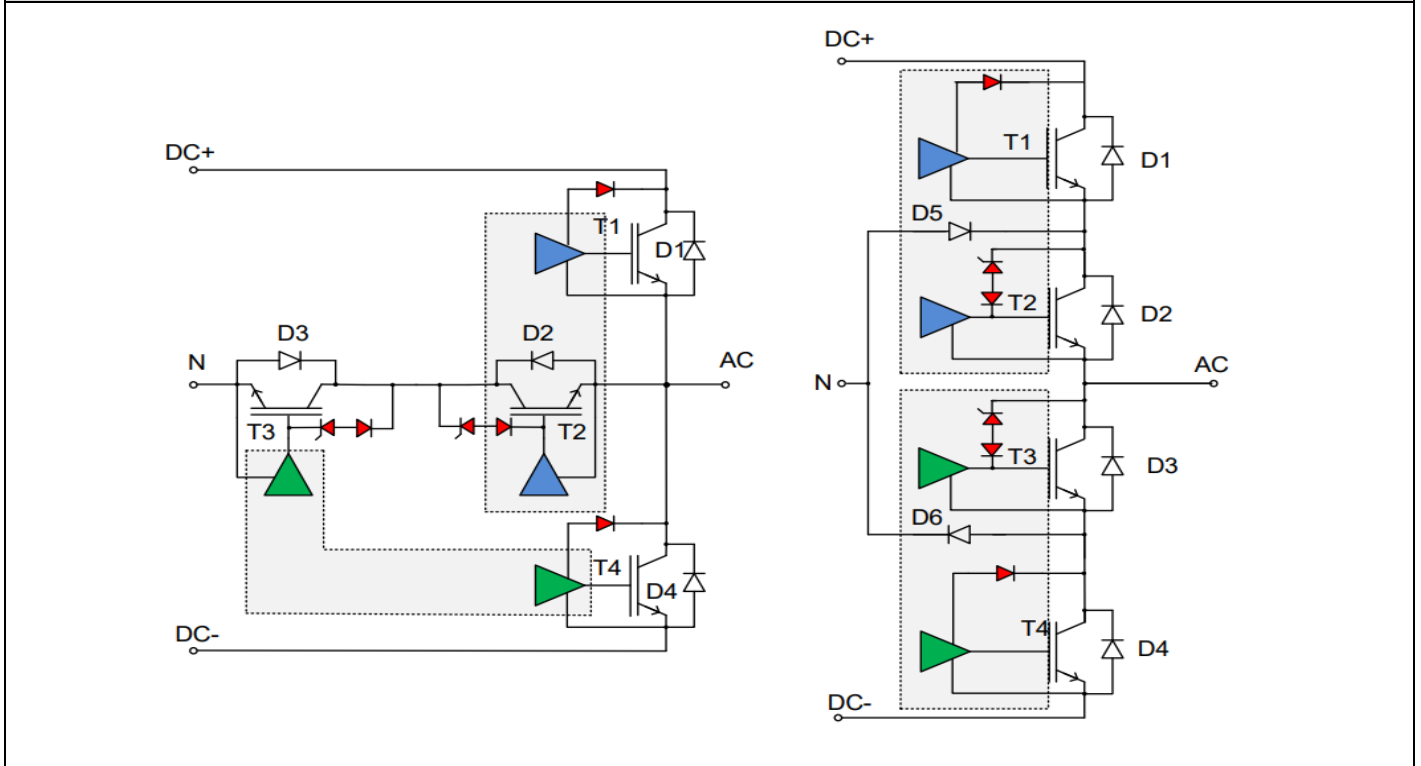 DC+
T1
D1
D3
D2
N
AC
T3
T2
T4
D4
DC-
DC+
T1
D1
D5
T2
D2
AC
N
T3
D3
D6
T4
D4
DC-